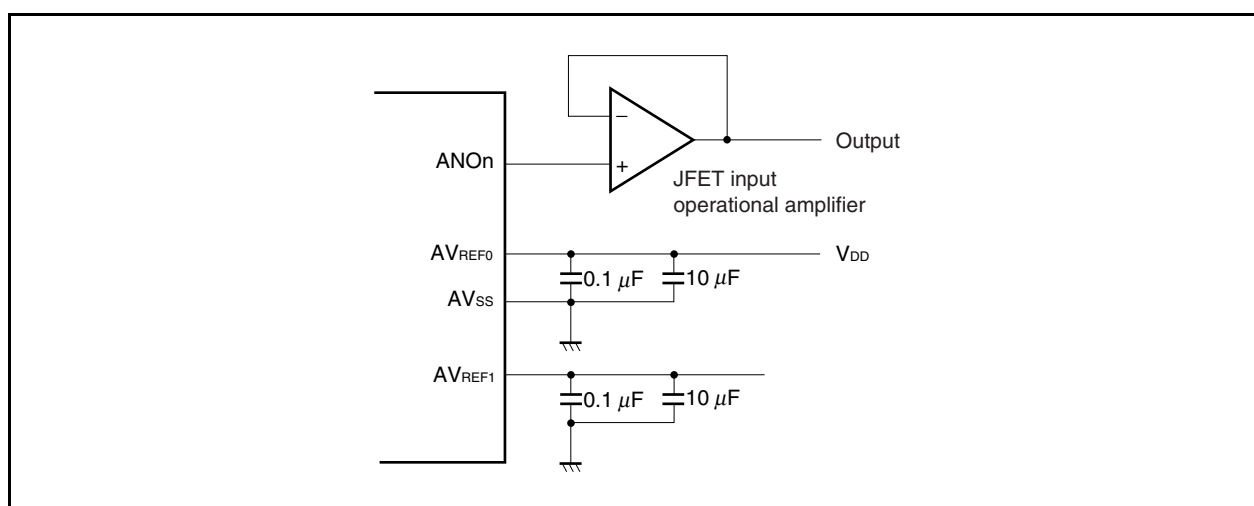 ANOn
−
+
Output
JFET input
operational amplifier
AVREF0
VDD
0.1 μF
10 μF
AVSS
AVREF1
0.1 μF
10 μF